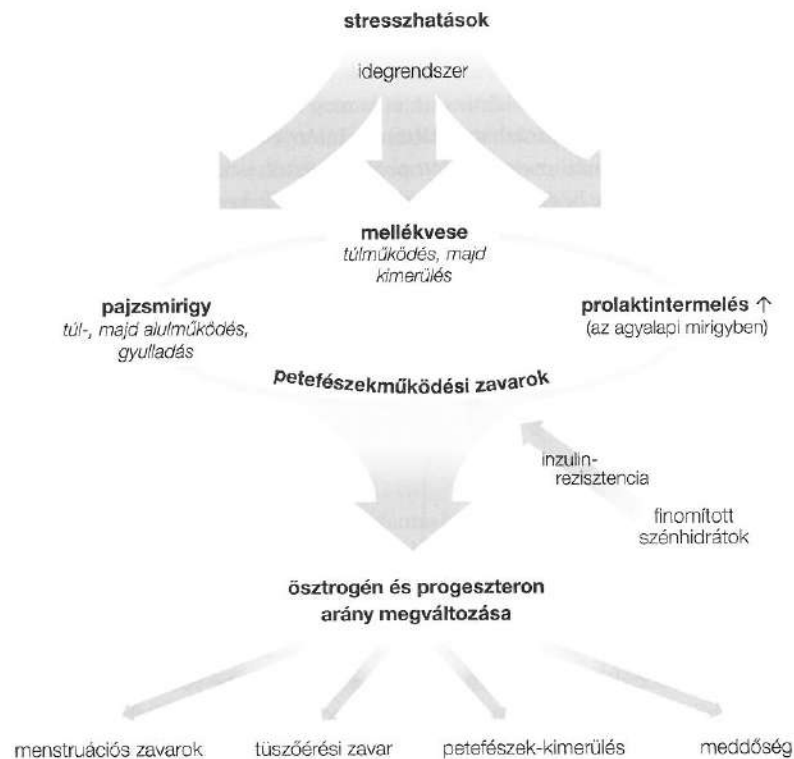 stresszhatások
idegrendszer
mellékvese
túlműködés, majd
kimerülés
pajzsmirigy
túl-, majd alulműködés,
gyulladás
prolaktintermelés ↑
(az agyalapi mirigyben)
petefészekműködési zavarok
inzulin-
rezisztencia
finomított
szénhidrátok
ösztrogén és progeszteron
arány megváltozása
menstruációs zavarok
tüszőérési zavar
petefészek-kimerülés
meddőség